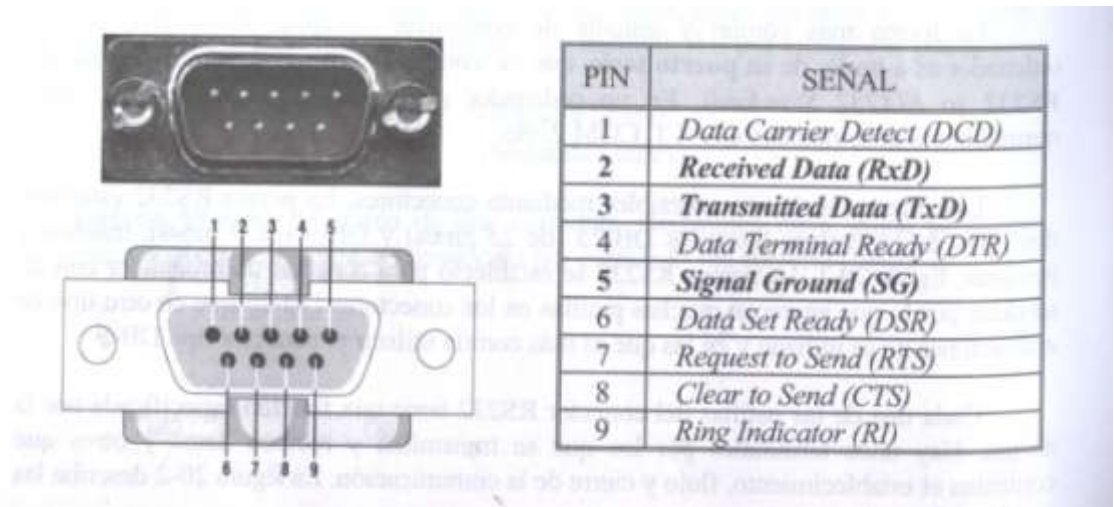 1 2 3 4 5
6 7 8 9
PIN SEÑAL
1 Data Carrier Detect (DCD)
2 Received Data (RxD)
3 Transmitted Data (TxD)
4 Data Terminal Ready (DTR)
5 Signal Ground (SG)
6 Data Set Ready (DSR)
7 Request to Send (RTS)
8 Clear to Send (CTS)
9 Ring Indicator (RI)